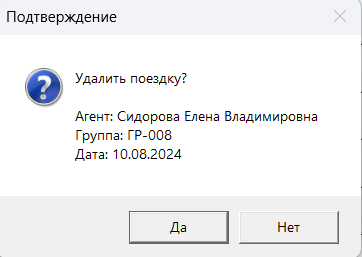 Подтверждение
Удалить поездку?
Агент: Сидорова Елена Владимировна
Группа: ГР-008
Дата: 10.08.2024
Да
Нет